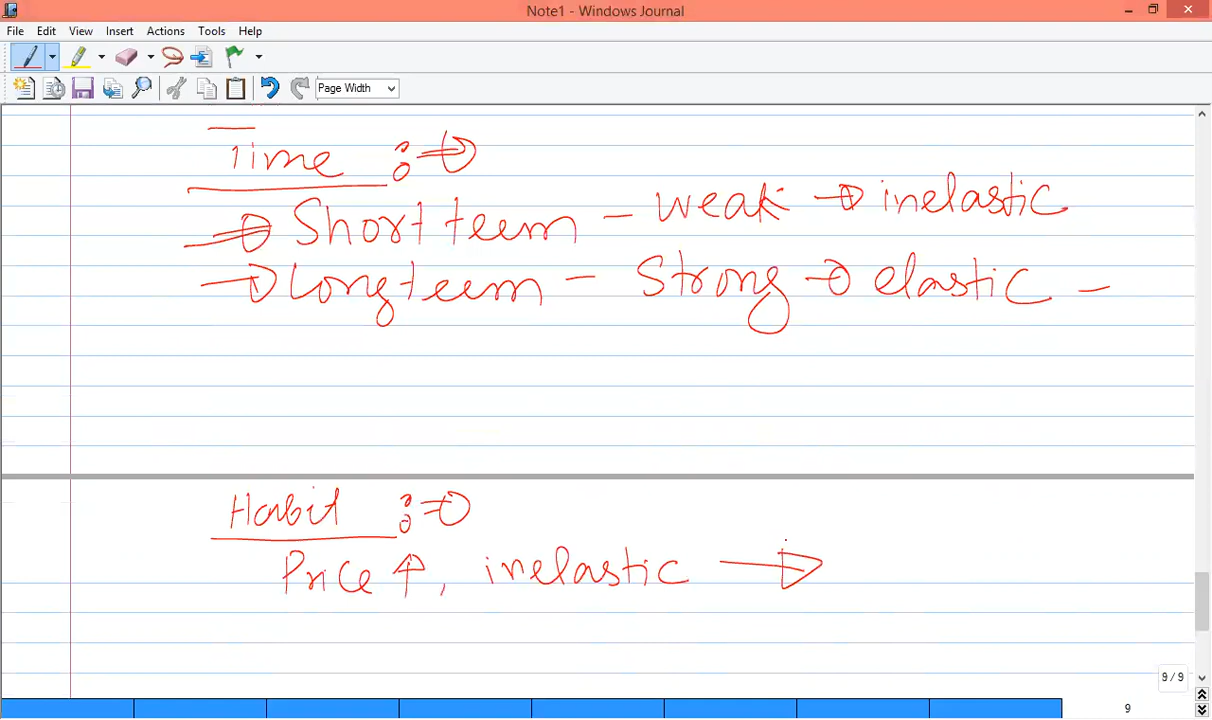 Note1 - Windows Journal
File Edit View Insert Actions Tools Help
Page Width
Time :⇒
⇒ Short teem - weak → inelastic
→ Long teem - Strong → elastic -
Habit :⇒
Price ↑, inelastic →
9 / 9
9